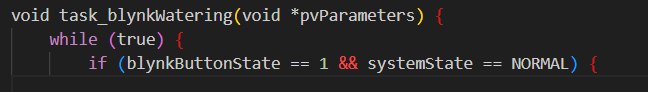 void task_blynkWatering(void *pvParameters) {
    while (true) {
        if (blynkButtonState == 1 && systemState == NORMAL) {